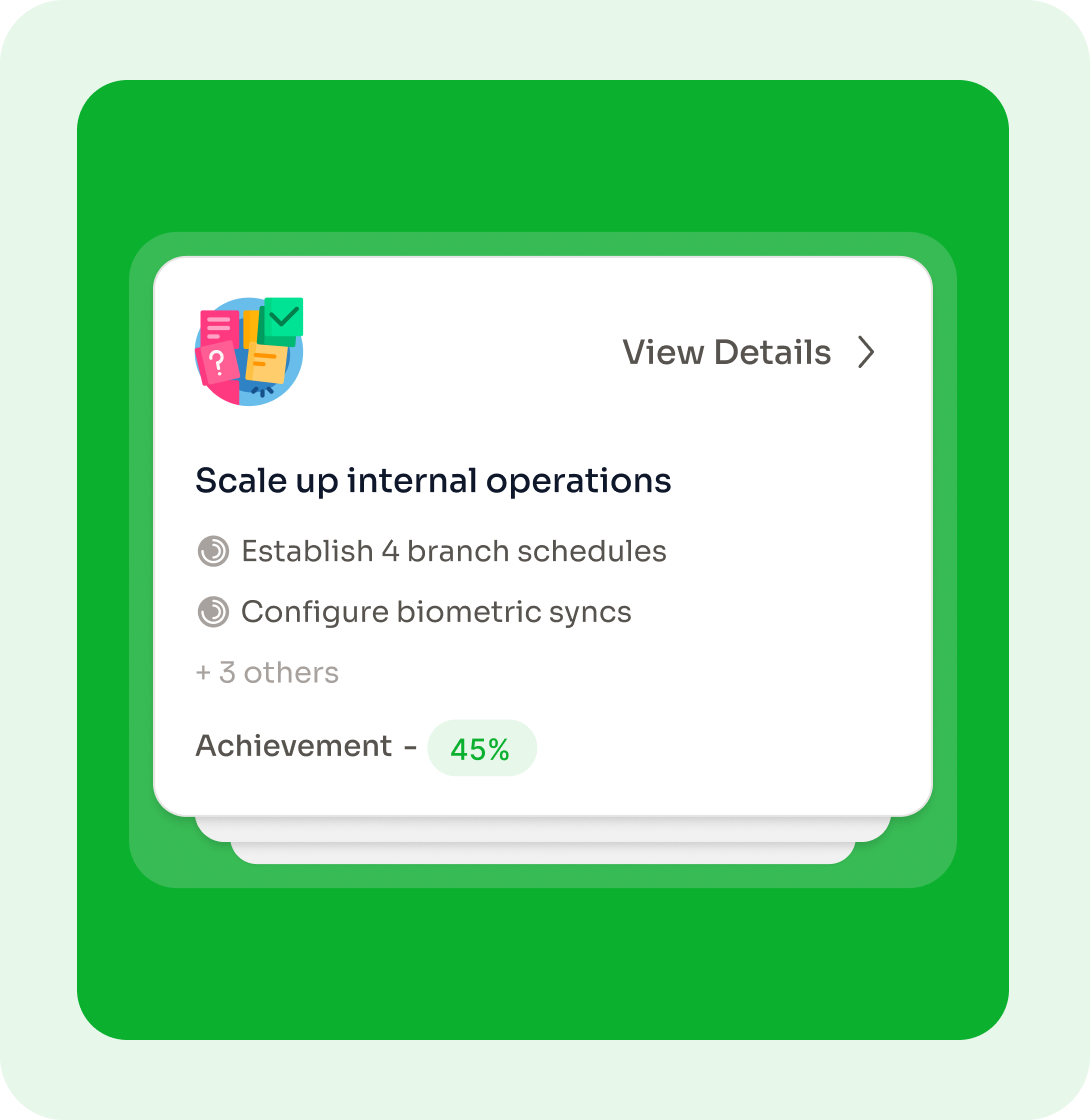 View Details
Scale up internal operations
Establish 4 branch schedules
Configure biometric syncs
+ 3 others
Achievement - 45%